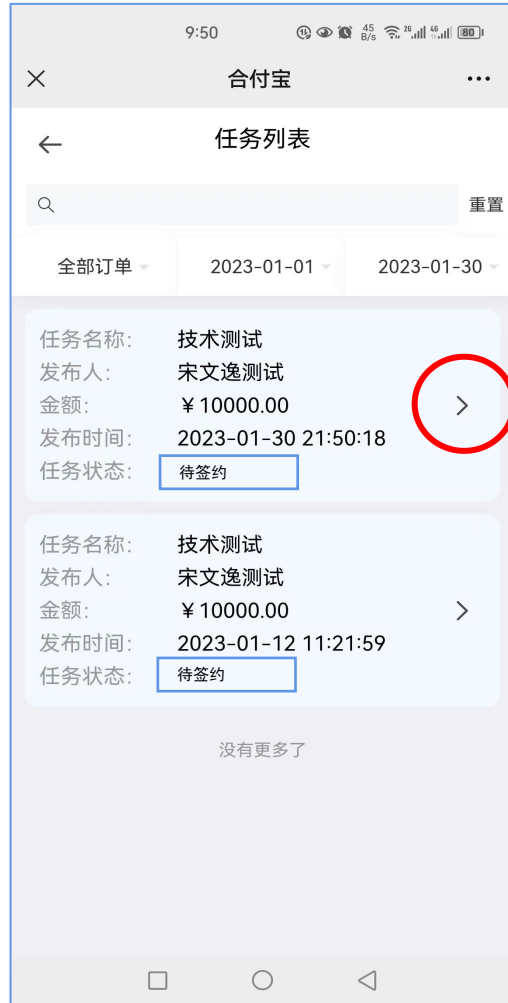 9:50
45 B/s 26 46 80
合付宝
任务列表
重置
全部订单 2023-01-01 2023-01-30
任务名称: 技术测试
发布人: 宋文逸测试
金额: ￥10000.00
发布时间: 2023-01-30 21:50:18
任务状态: 待签约
任务名称: 技术测试
发布人: 宋文逸测试
金额: ￥10000.00
发布时间: 2023-01-12 11:21:59
任务状态: 待签约
没有更多了